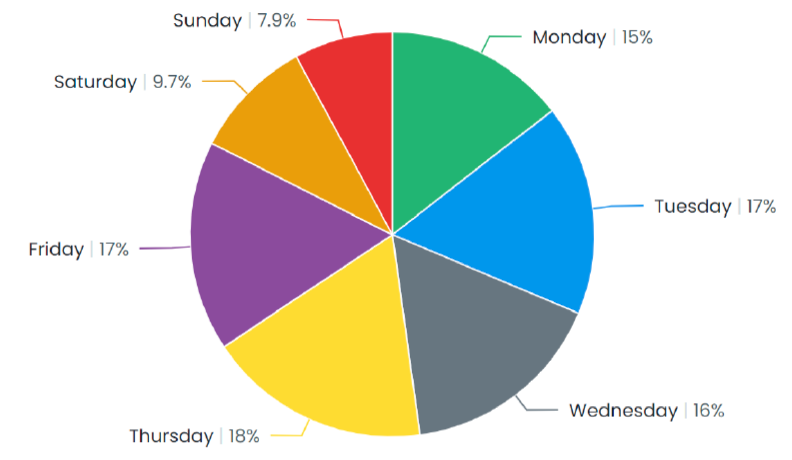 Sunday | 7.9%
Monday | 15%
Saturday | 9.7%
Tuesday | 17%
Friday | 17%
Wednesday | 16%
Thursday | 18%